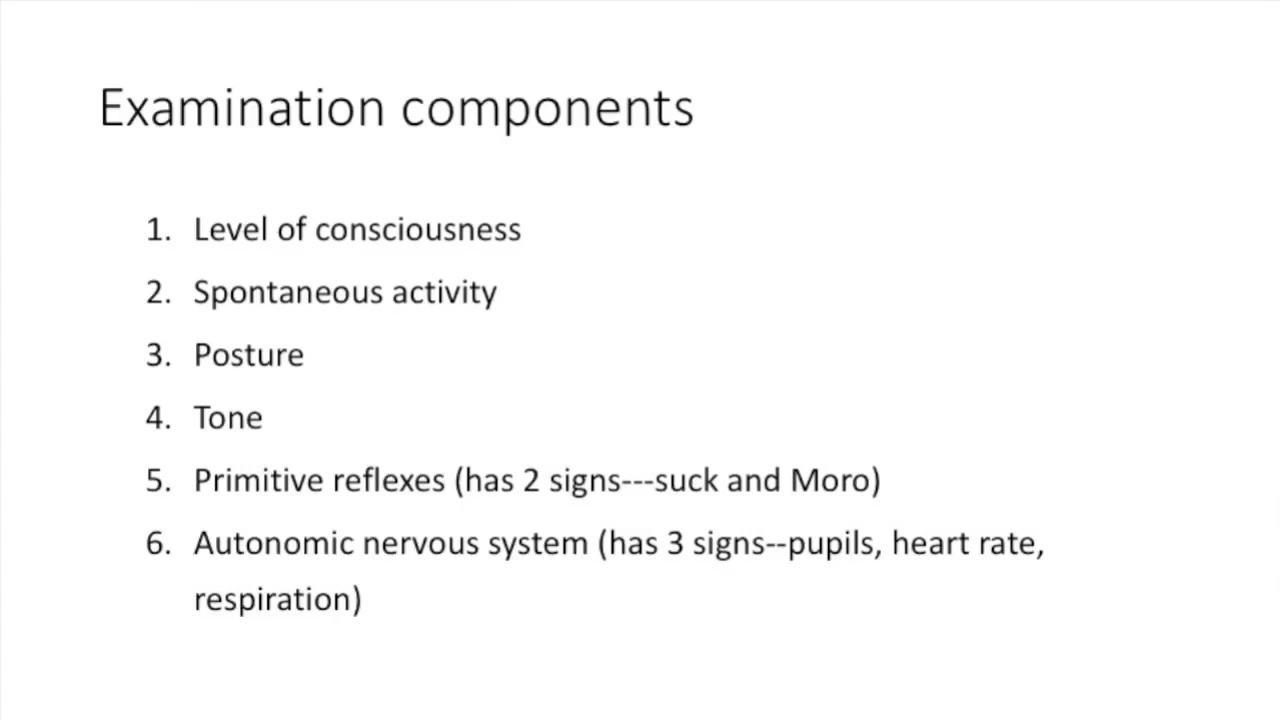 Examination components
1. Level of consciousness
2. Spontaneous activity
3. Posture
4. Tone
5. Primitive reflexes (has 2 signs---suck and Moro)
6. Autonomic nervous system (has 3 signs--pupils, heart rate,
respiration)